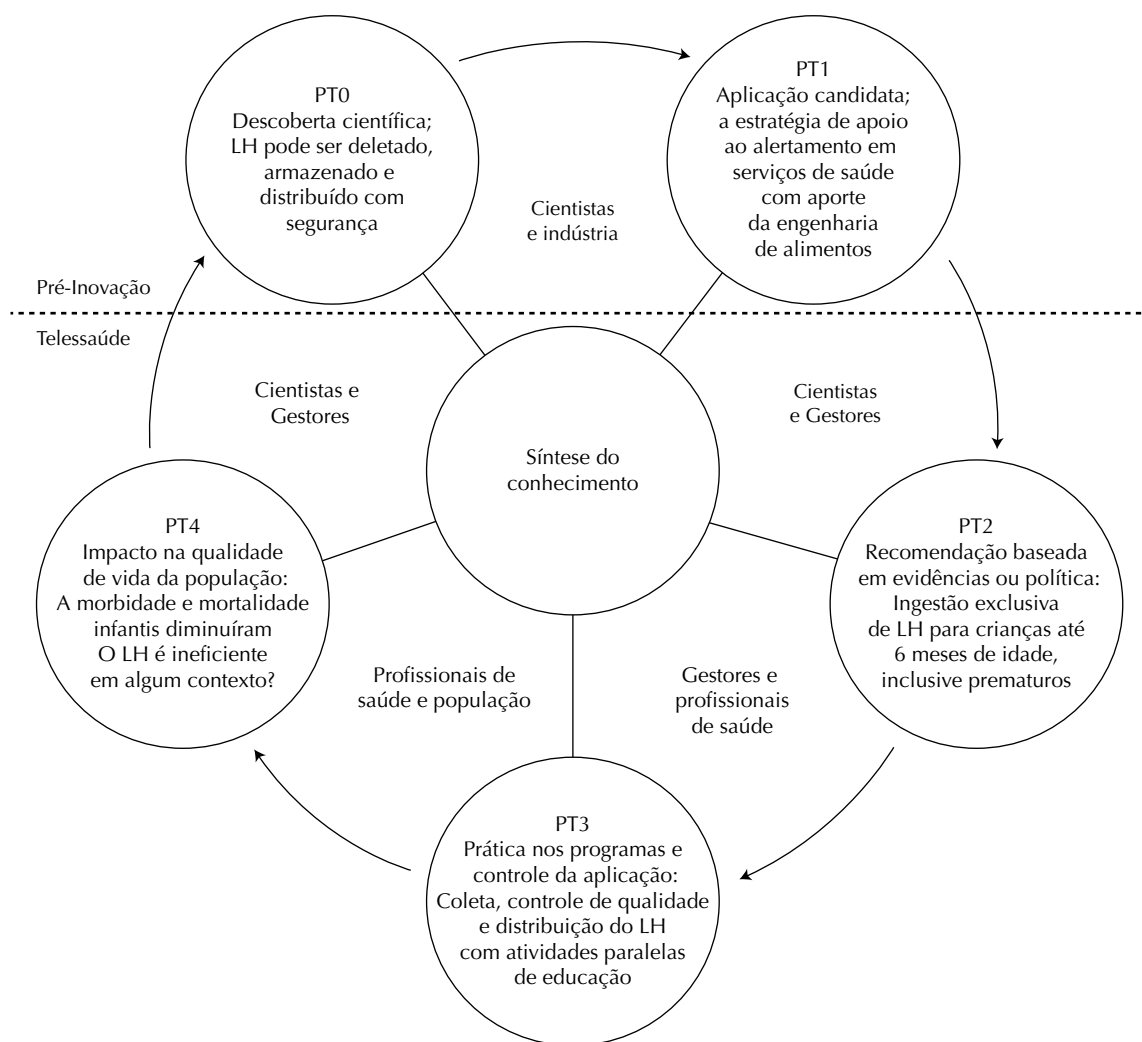 PT0
Descoberta científica;
LH pode ser deletado,
armazenado e
distribuído com
segurança
PT1
Aplicação candidata;
a estratégia de apoio
ao alertamento em
serviços de saúde
com aporte
da engenharia
de alimentos
Cientistas
e indústria
Pré-Inovação
Telessaúde
Cientistas e
Gestores
Cientistas
e Gestores
Síntese do
conhecimento
PT4
Impacto na qualidade
de vida da população:
A morbidade e mortalidade
infantis diminuíram
O LH é ineficiente
em algum contexto?
PT2
Recomendação baseada
em evidências ou política:
Ingestão exclusiva
de LH para crianças até
6 meses de idade,
inclusive prematuros
Profissionais de
saúde e população
Gestores e
profissionais
de saúde
PT3
Prática nos programas e
controle da aplicação:
Coleta, controle de qualidade
e distribuição do LH
com atividades paralelas
de educação